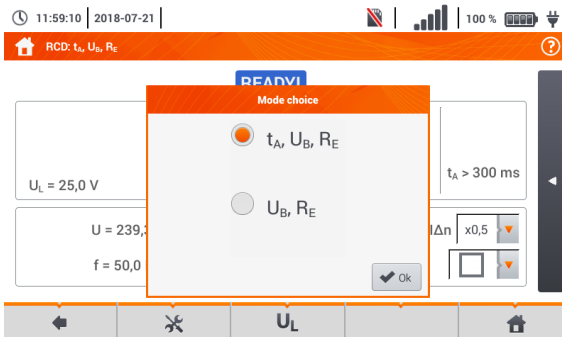 11:59:10 2018-07-21 100 %
RCD: tA, UB, RE ?
READY!
Mode choice
tA, UB, RE
tA > 300 ms
UL = 25,0 V
UB, RE
U = 239, IΔn x0,5
f = 50,0
Ok
UL